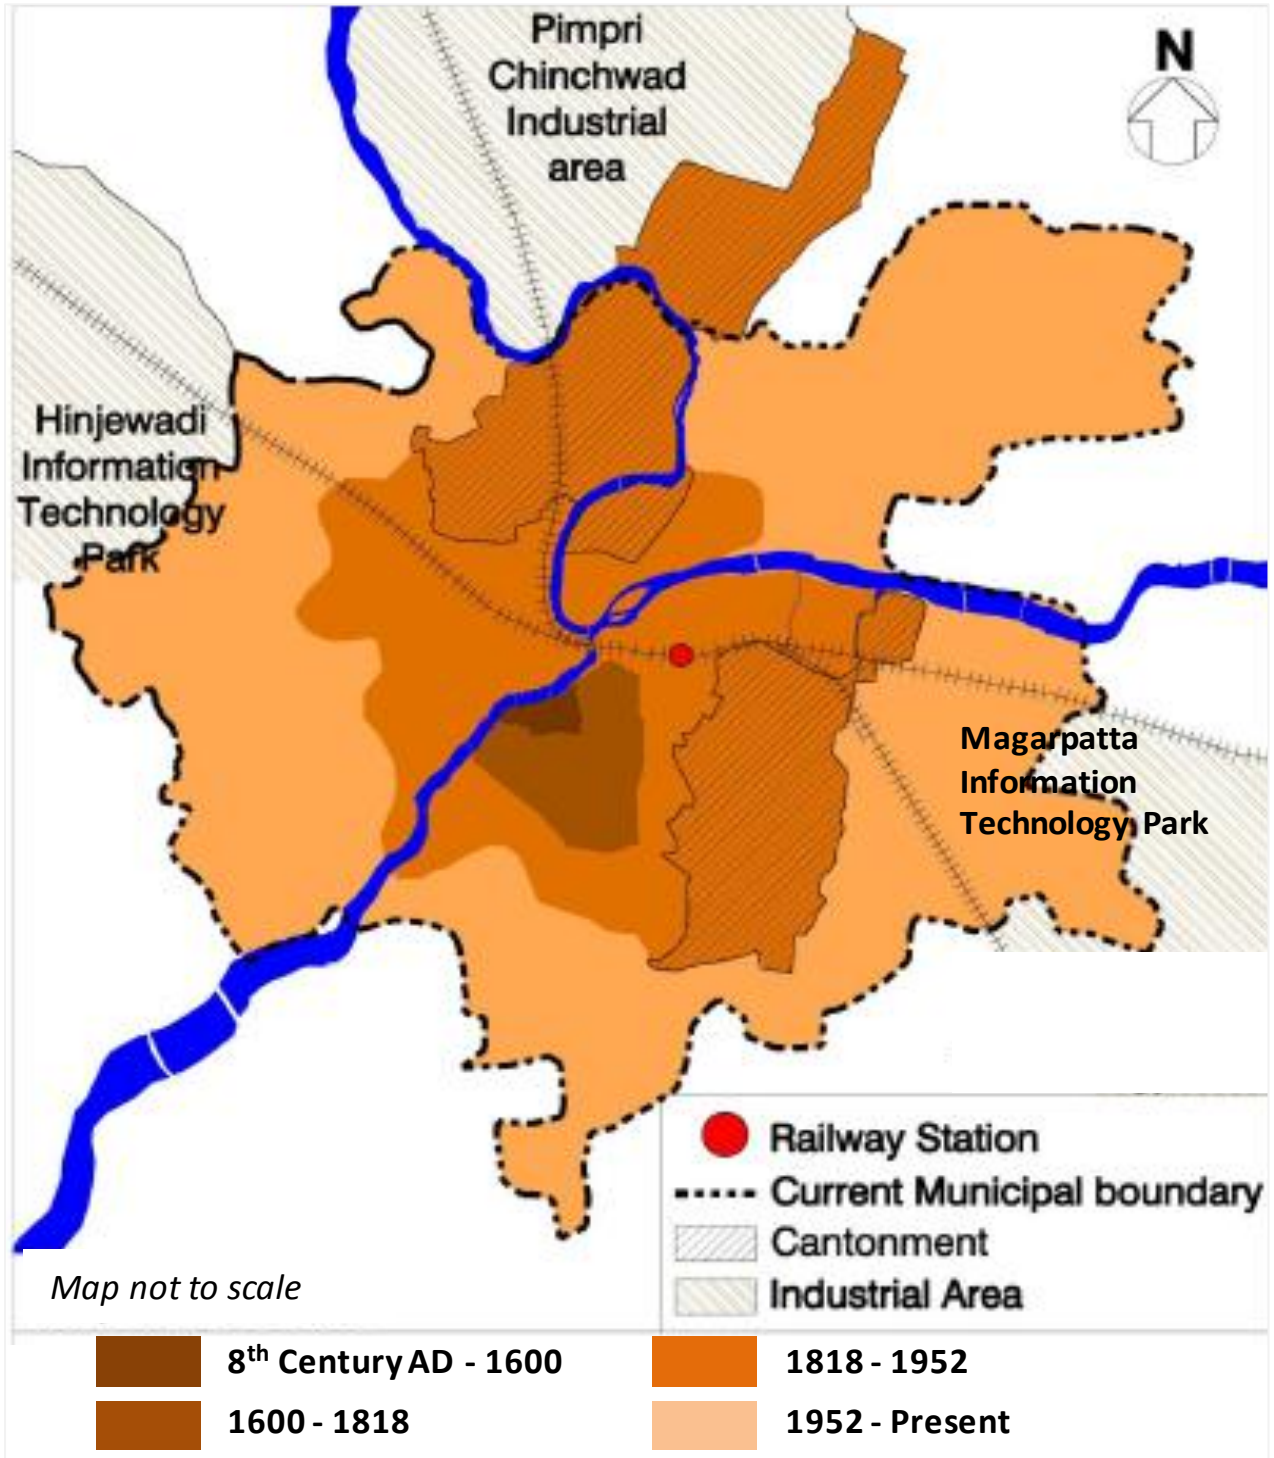 Pimpri
Chinchwad
Industrial
area
N
Hinjewadi
Information
Technology
Park
Magarpatta
Information
Technology Park
Railway Station
Current Municipal boundary
Cantonment
Industrial Area
Map not to scale
8th Century AD - 1600
1818 - 1952
1600 - 1818
1952 - Present